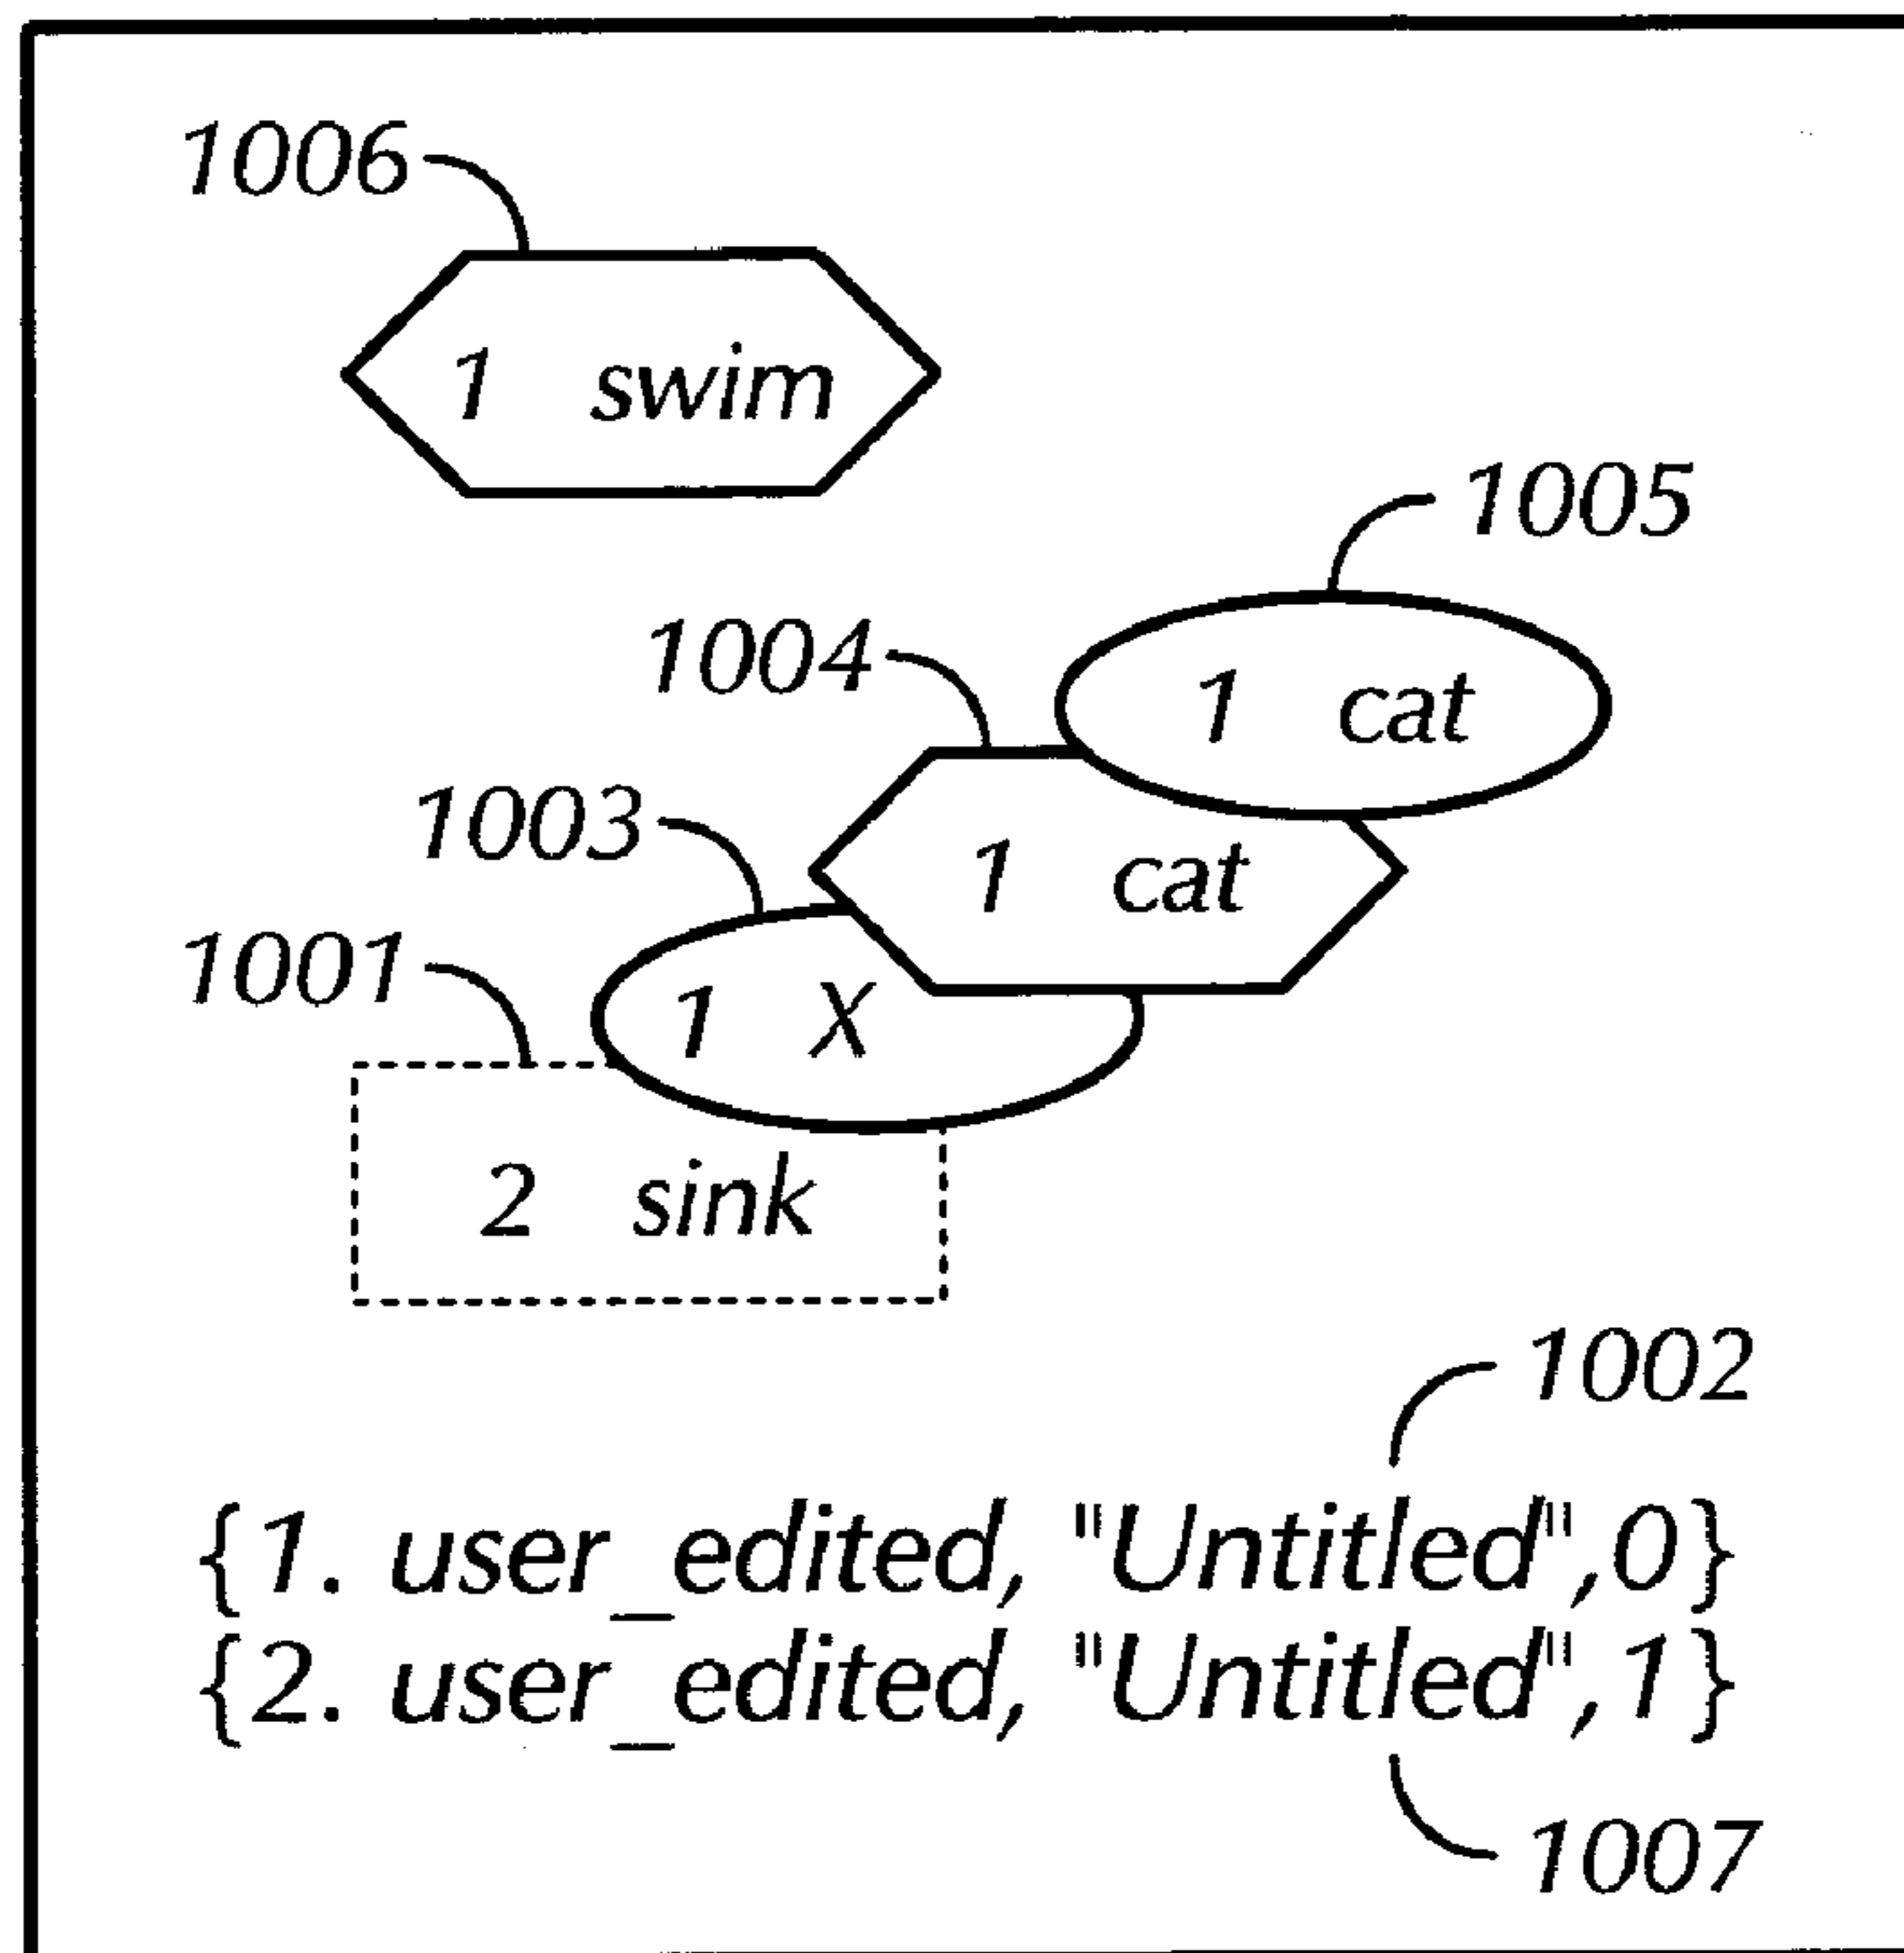 1006
1 swim
1005
1004
1 cat
1003
1 cat
1001
1 X
2 sink
1002
{1. user_edited, "Untitled",0}
{2. user_edited, "Untitled",1}
1007